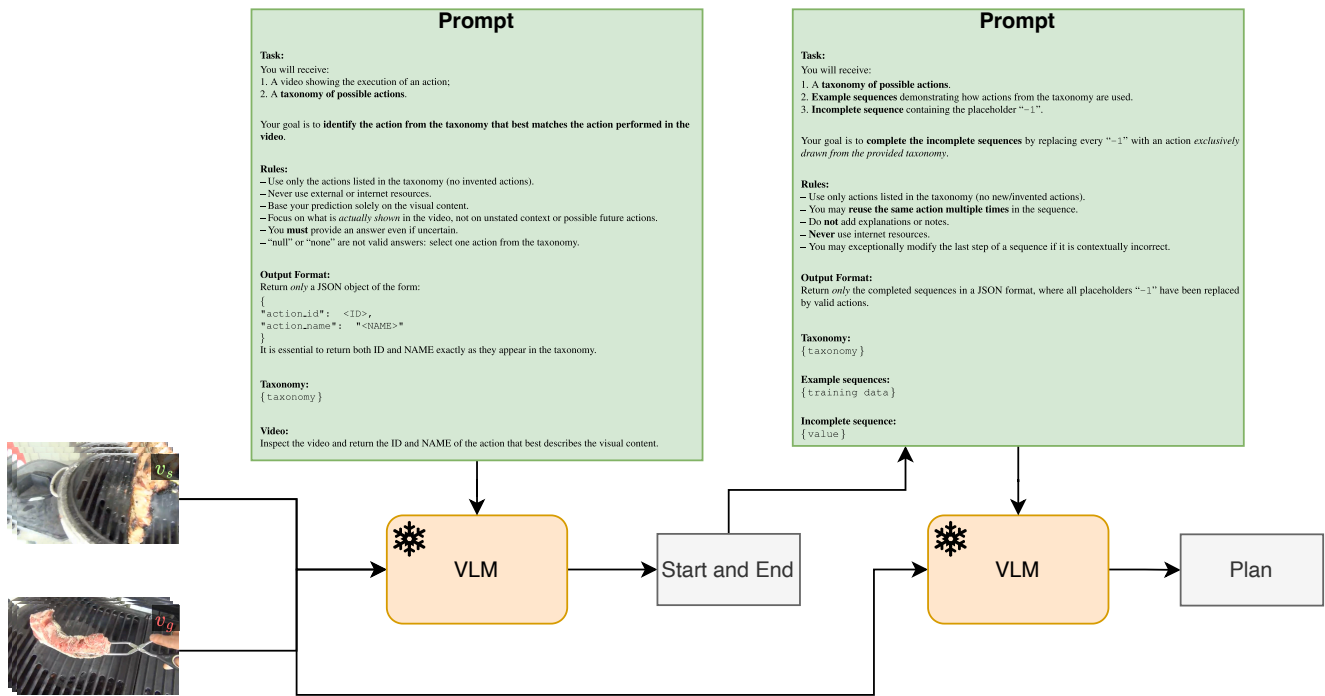 Prompt
Task:
You will receive:
1. A video showing the execution of an action;
2. A taxonomy of possible actions.
Your goal is to identify the action from the taxonomy that best matches the action performed in the
video.
Rules:
– Use only the actions listed in the taxonomy (no invented actions).
– Never use external or internet resources.
– Base your prediction solely on the visual content.
– Focus on what is actually shown in the video, not on unstated context or possible future actions.
– You must provide an answer even if uncertain.
– “null” or “none” are not valid answers: select one action from the taxonomy.
Output Format:
Return only a JSON object of the form:
{
"action_id": <ID>,
"action_name": "<NAME>"
}
It is essential to return both ID and NAME exactly as they appear in the taxonomy.
Taxonomy:
{taxonomy}
Video:
Inspect the video and return the ID and NAME of the action that best describes the visual content.
Prompt
Task:
You will receive:
1. A taxonomy of possible actions.
2. Example sequences demonstrating how actions from the taxonomy are used.
3. Incomplete sequence containing the placeholder “-1”.
Your goal is to complete the incomplete sequences by replacing every “-1” with an action exclusively
drawn from the provided taxonomy.
Rules:
– Use only actions listed in the taxonomy (no new/invented actions).
– You may reuse the same action multiple times in the sequence.
– Do not add explanations or notes.
– Never use internet resources.
– You may exceptionally modify the last step of a sequence if it is contextually incorrect.
Output Format:
Return only the completed sequences in a JSON format, where all placeholders “-1” have been replaced
by valid actions.
Taxonomy:
{taxonomy}
Example sequences:
{training data}
Incomplete sequence:
{value}
v_s
v_g
VLM
Start and End
VLM
Plan